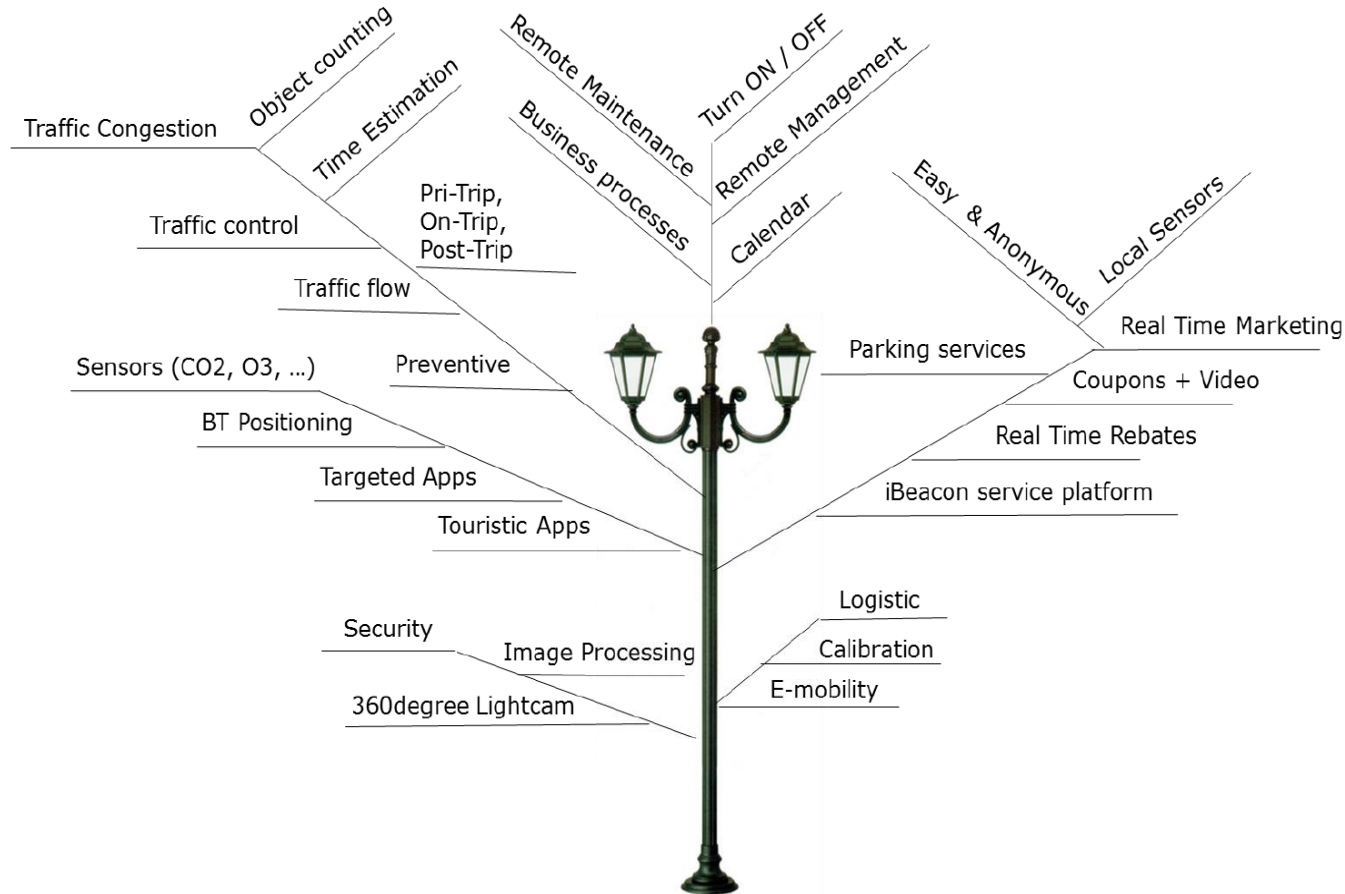 Object counting
Time Estimation
Traffic Congestion
Traffic control
Traffic flow
Preventive
Pri-Trip,
On-Trip,
Post-Trip
Remote Maintenance
Business processes
Turn ON / OFF
Remote Management
Calendar
Easy & Anonymous
Local Sensors
Real Time Marketing
Parking services
Coupons + Video
Real Time Rebates
iBeacon service platform
Sensors (CO2, O3, ...)
BT Positioning
Targeted Apps
Touristic Apps
Security
Image Processing
360degree Lightcam
Logistic
Calibration
E-mobility